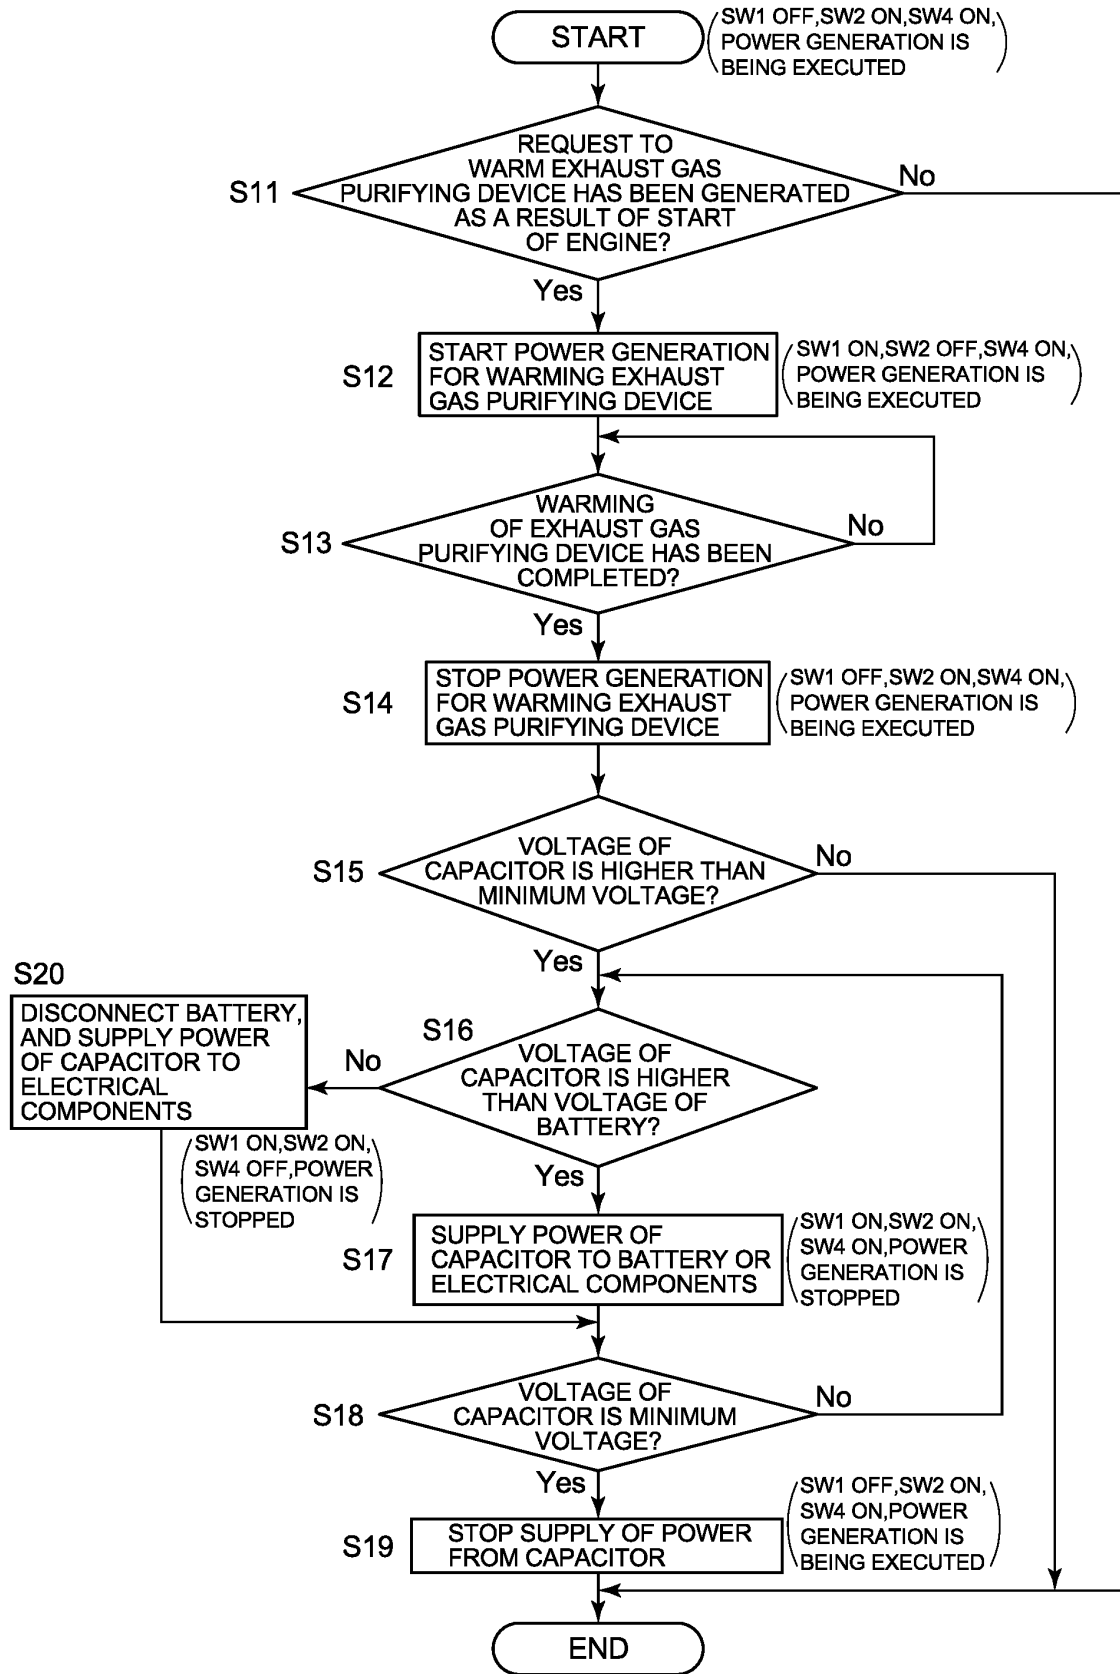 START
SW1 OFF,SW2 ON,SW4 ON,
POWER GENERATION IS
BEING EXECUTED
S11
REQUEST TO
WARM EXHAUST GAS
PURIFYING DEVICE HAS BEEN GENERATED
AS A RESULT OF START
OF ENGINE?
No
Yes
S12
START POWER GENERATION
FOR WARMING EXHAUST
GAS PURIFYING DEVICE
SW1 ON,SW2 OFF,SW4 ON,
POWER GENERATION IS
BEING EXECUTED
S13
WARMING
OF EXHAUST GAS
PURIFYING DEVICE HAS BEEN
COMPLETED?
No
Yes
S14
STOP POWER GENERATION
FOR WARMING EXHAUST
GAS PURIFYING DEVICE
SW1 OFF,SW2 ON,SW4 ON,
POWER GENERATION IS
BEING EXECUTED
S15
VOLTAGE OF
CAPACITOR IS HIGHER THAN
MINIMUM VOLTAGE?
No
Yes
S20
DISCONNECT BATTERY,
AND SUPPLY POWER
OF CAPACITOR TO
ELECTRICAL
COMPONENTS
SW1 ON,SW2 ON,
SW4 OFF,POWER
GENERATION IS
STOPPED
S16
VOLTAGE OF
CAPACITOR IS HIGHER
THAN VOLTAGE OF
BATTERY?
No
Yes
S17
SUPPLY POWER OF
CAPACITOR TO BATTERY OR
ELECTRICAL COMPONENTS
SW1 ON,SW2 ON,
SW4 ON,POWER
GENERATION IS
STOPPED
S18
VOLTAGE OF
CAPACITOR IS MINIMUM
VOLTAGE?
No
Yes
S19
STOP SUPPLY OF POWER
FROM CAPACITOR
SW1 OFF,SW2 ON,
SW4 ON,POWER
GENERATION IS
BEING EXECUTED
END